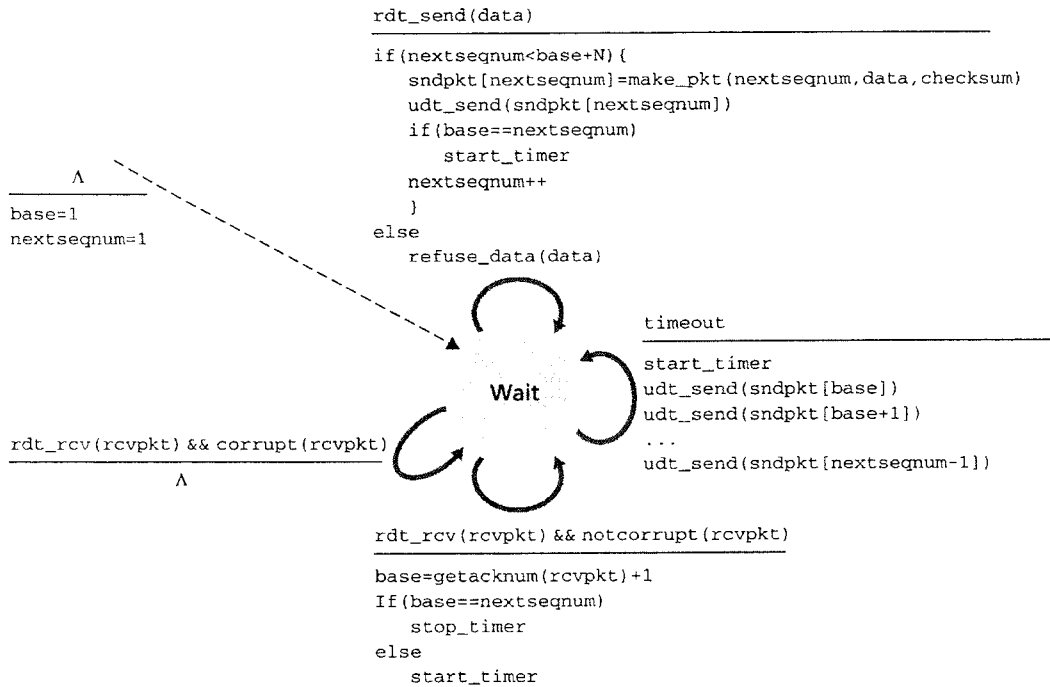 rdt_send(data)
if(nextseqnum<base+N){
sndpkt[nextseqnum]=make_pkt(nextseqnum,data,checksum)
udt_send(sndpkt[nextseqnum])
if(base==nextseqnum)
start_timer
nextseqnum++
}
else
refuse_data(data)
Λ
base=1
nextseqnum=1
timeout
start_timer
udt_send(sndpkt[base])
udt_send(sndpkt[base+1])
...
udt_send(sndpkt[nextseqnum-1])
Wait
rdt_rcv(rcvpkt) && corrupt(rcvpkt)
Λ
rdt_rcv(rcvpkt) && notcorrupt(rcvpkt)
base=getacknum(rcvpkt)+1
If(base==nextseqnum)
stop_timer
else
start_timer